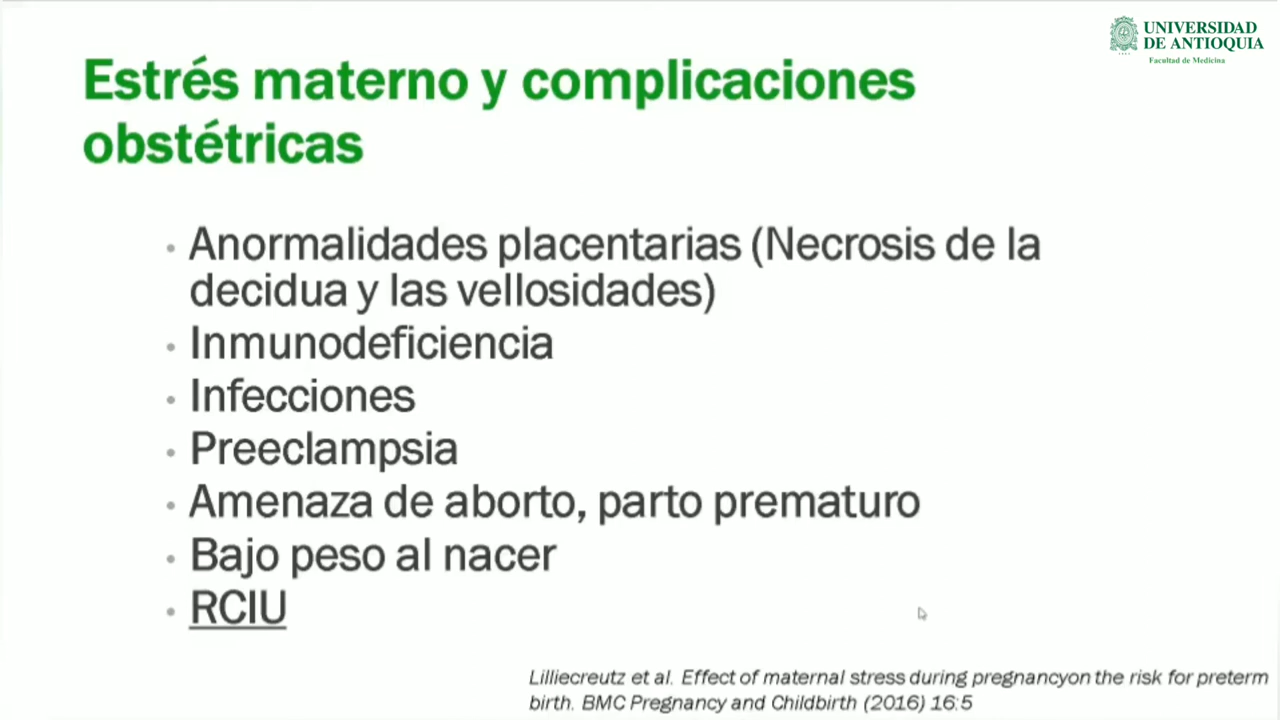 UNIVERSIDAD
DE ANTIOQUIA
Facultad de Medicina
Estrés materno y complicaciones
obstétricas
• Anormalidades placentarias (Necrosis de la
decidua y las vellosidades)
• Inmunodeficiencia
• Infecciones
• Preeclampsia
• Amenaza de aborto, parto prematuro
• Bajo peso al nacer
• RCIU
Lilliecreutz et al. Effect of maternal stress during pregnancyon the risk for preterm
birth. BMC Pregnancy and Childbirth (2016) 16:5